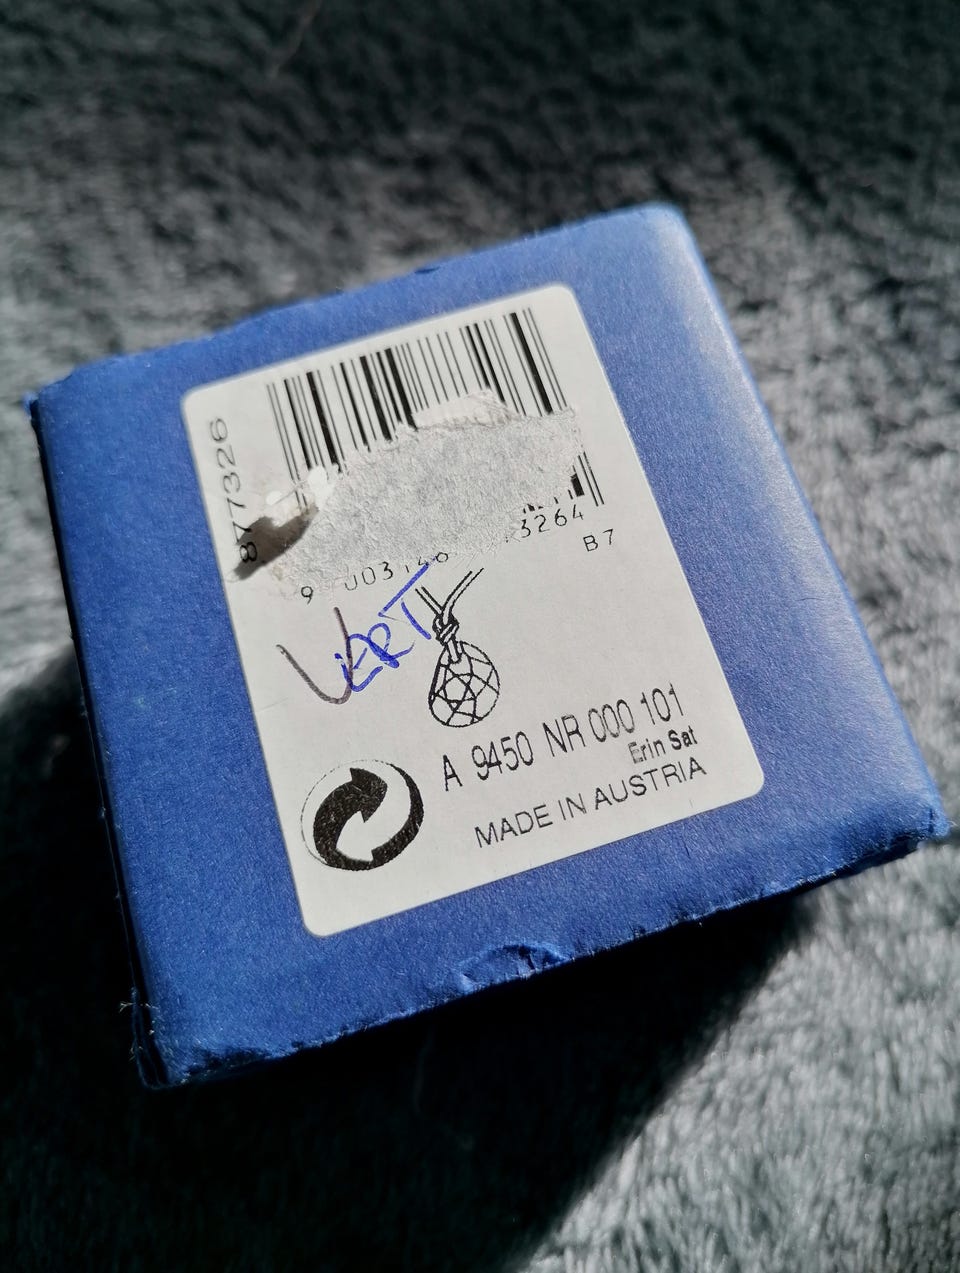 877326
3264
B7
VERT
A 9450 NR 000 101
Erin Sat
MADE IN AUSTRIA